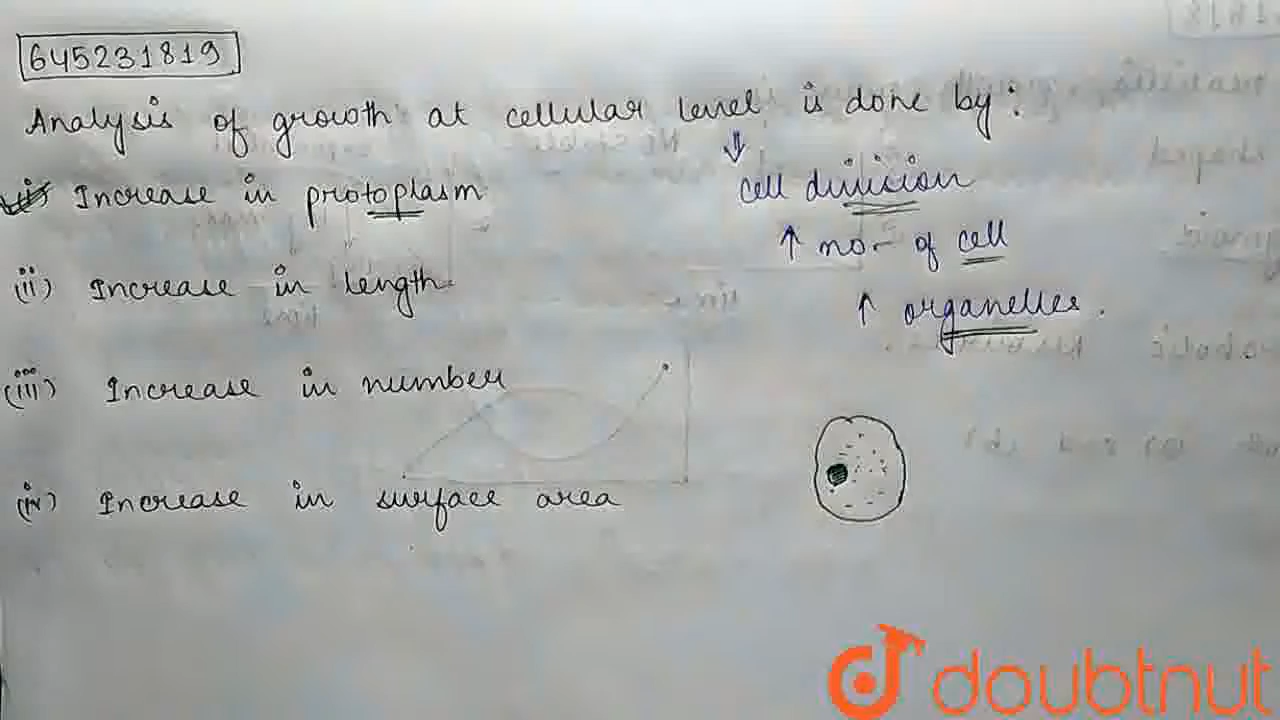 645231819
Analysis of growth at cellular level is done by:
(i) Increase in protoplasm
(ii) Increase in length
(iii) Increase in number
(iv) Increase in surface area
⇓
cell division
↑ no. of cell
↑ organelles.
doubtnut